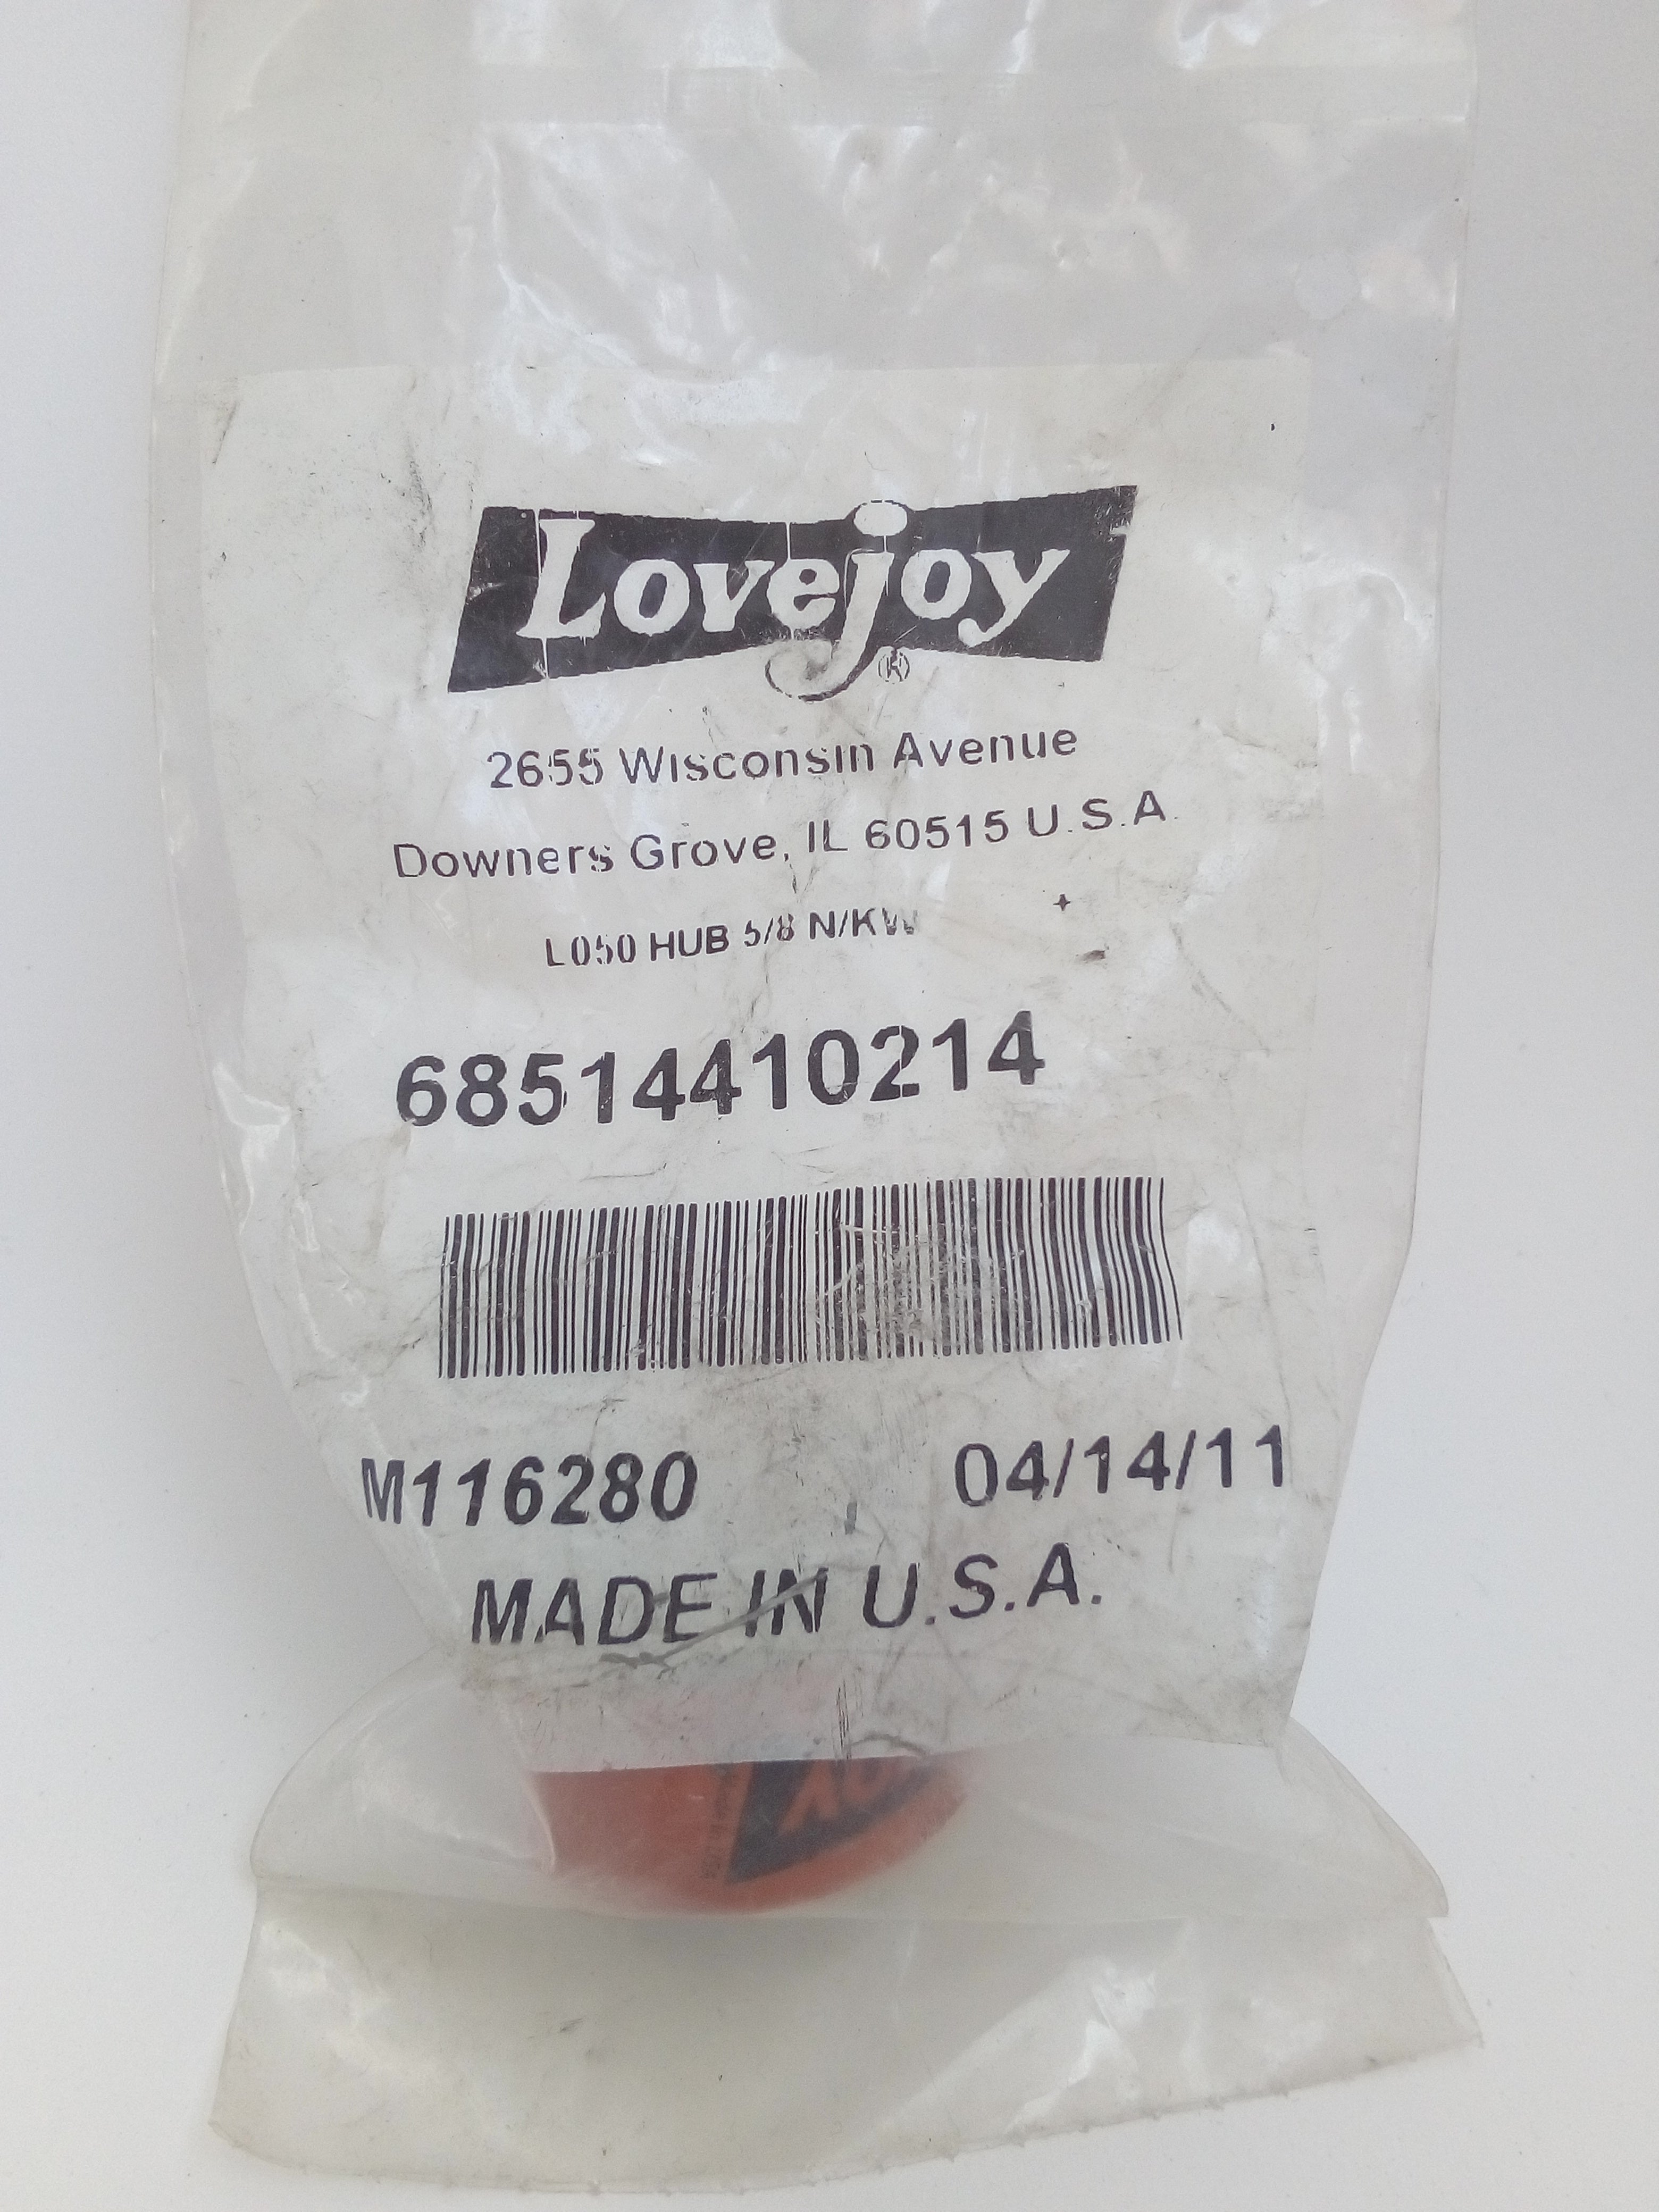 Lovejoy®
2655 Wisconsin Avenue
Downers Grove, IL 60515 U.S.A.
L050 HUB 5/8 N/KW
68514410214
M116280 04/14/11
MADE IN U.S.A.